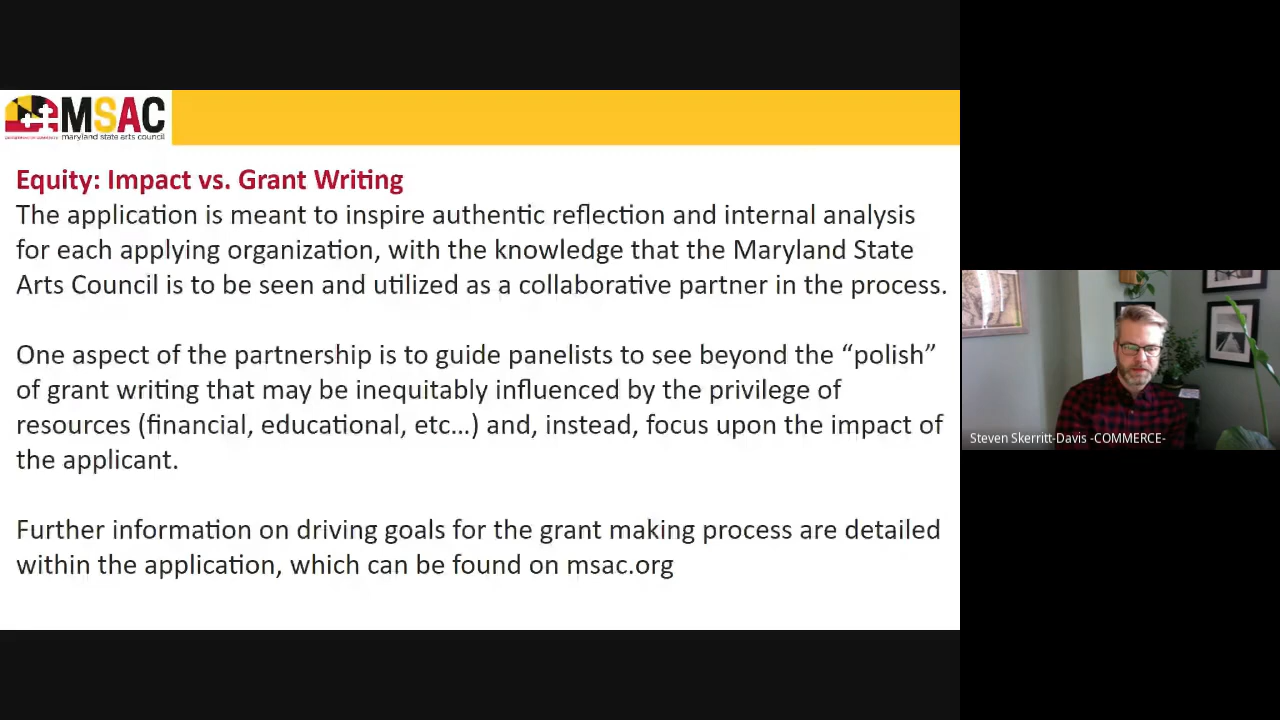 MSAC
maryland state arts council
Equity: Impact vs. Grant Writing
The application is meant to inspire authentic reflection and internal analysis
for each applying organization, with the knowledge that the Maryland State
Arts Council is to be seen and utilized as a collaborative partner in the process.
One aspect of the partnership is to guide panelists to see beyond the “polish”
of grant writing that may be inequitably influenced by the privilege of
resources (financial, educational, etc…) and, instead, focus upon the impact of
the applicant.
Further information on driving goals for the grant making process are detailed
within the application, which can be found on msac.org
Steven Skerritt-Davis -COMMERCE-